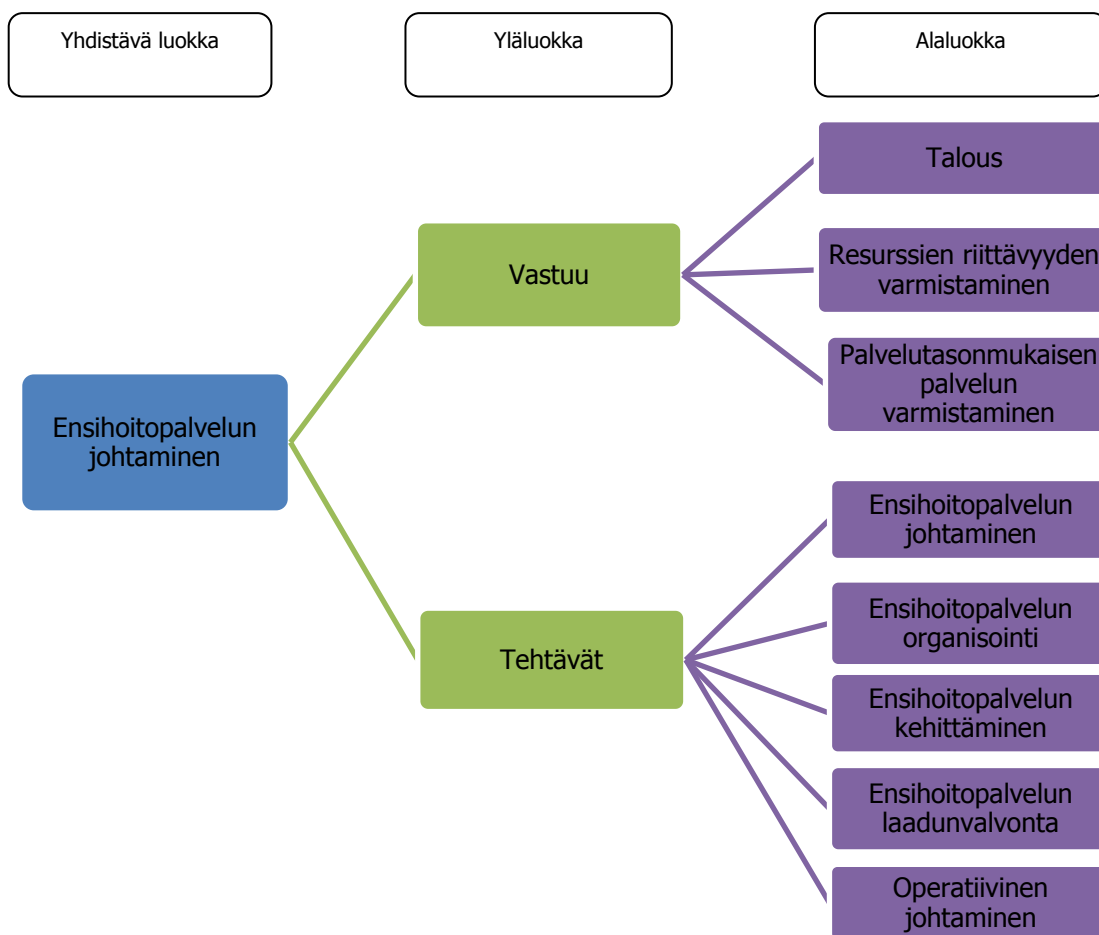 Yhdistävä luokka
Yläluokka
Alaluokka
Talous
Vastuu
Resurssien riittävyyden
varmistaminen
Palvelutasonmukaisen
palvelun
varmistaminen
Ensihoitopalvelun
johtaminen
Ensihoitopalvelun
johtaminen
Ensihoitopalvelun
organisointi
Tehtävät
Ensihoitopalvelun
kehittäminen
Ensihoitopalvelun
laadunvalvonta
Operatiivinen
johtaminen